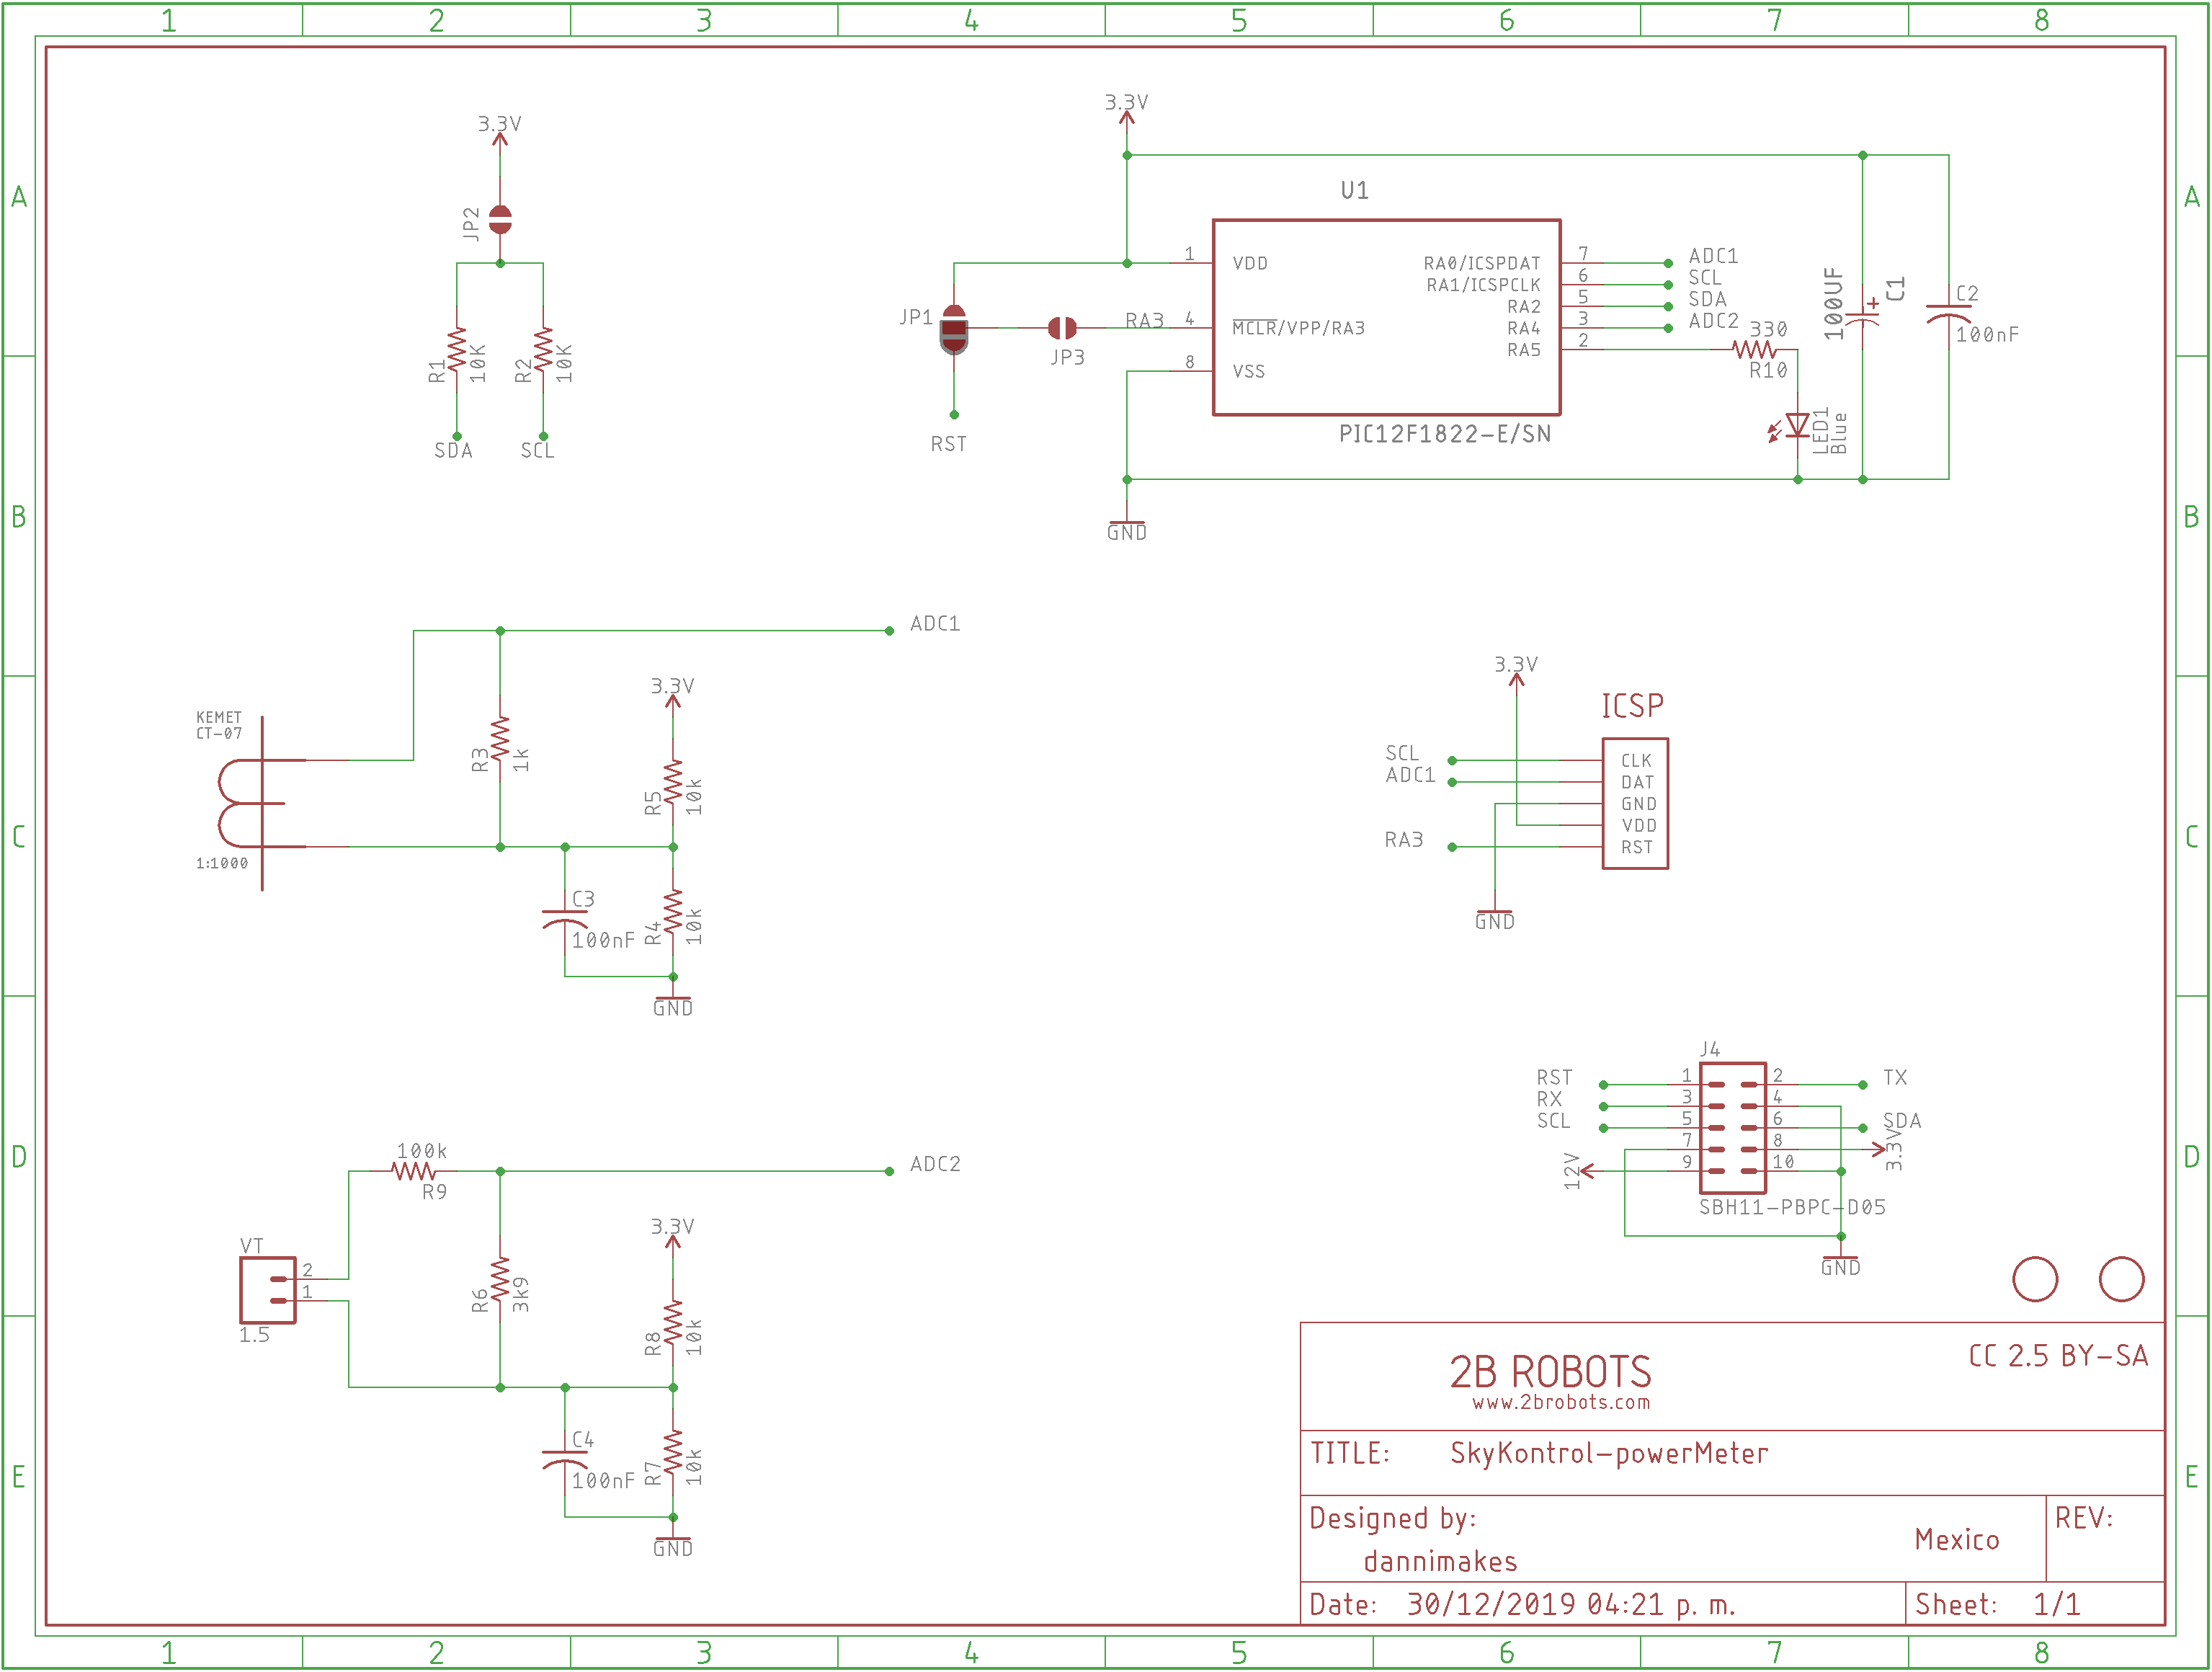 1 2 3 4 5 6 7 8
A
B
C
D
E
A
B
C
D
E
3.3V
JP2
R1
10K
R2
10K
SDA
SCL
3.3V
U1
1
VDD
JP1
RA3
4
MCLR/VPP/RA3
JP3
8
VSS
RST
GND
RA0/ICSPDAT
7
ADC1
RA1/ICSPCLK
6
SCL
RA2
5
SDA
RA4
3
ADC2
RA5
2
330
R10
PIC12F1822-E/SN
LED1
Blue
100UF
+
C1
C2
100nF
ADC1
KEMET
CT-07
1:1000
R3
1k
3.3V
R5
10k
C3
100nF
R4
10k
GND
3.3V
ICSP
SCL
CLK
ADC1
DAT
GND
VDD
RA3
RST
GND
J4
RST
1
2
TX
RX
3
4
SCL
5
6
SDA
7
8
3.3V
12V
9
10
SBH11-PBPC-D05
GND
100k
R9
ADC2
VT
2
1
1.5
R6
3k9
3.3V
R8
10k
C4
100nF
R7
10k
GND
2B ROBOTS
www.2brobots.com
CC 2.5 BY-SA
TITLE: SkyKontrol-powerMeter
Designed by:
dannimakes
Mexico
REV:
Date: 30/12/2019 04:21 p. m.
Sheet: 1/1
1 2 3 4 5 6 7 8